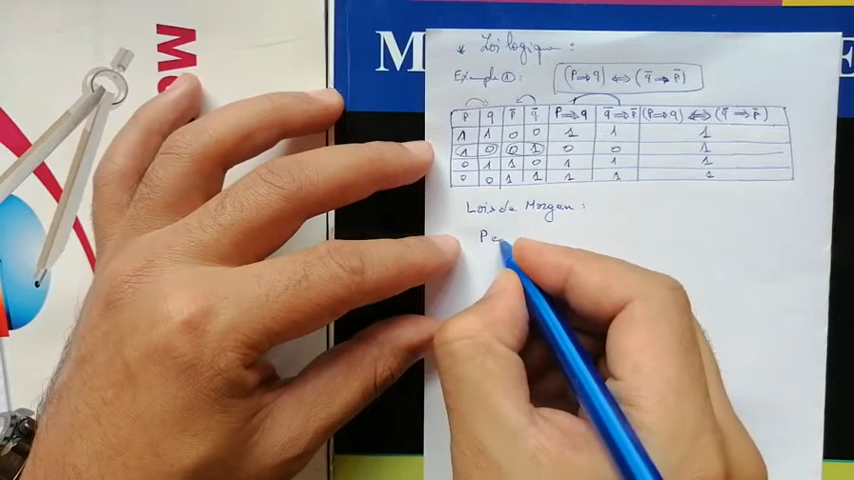 * Loi logique :
Exemple ① : (P ⇒ q) ⇔ (q̅ ⇒ p̅)
P q p̅ q̅ P ⇒ q q̅ ⇒ p̅ (P ⇒ q) ⇔ (q̅ ⇒ p̅)
1 1 0 0 1 1 1
1 0 0 1 0 0 1
0 1 1 0 1 1 1
0 0 1 1 1 1 1
Lois de Morgan :
P e
M
M